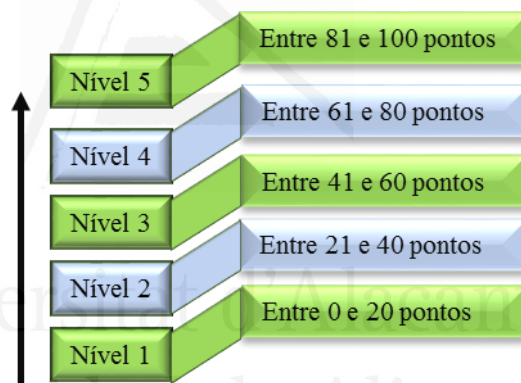 Nível 5
Entre 81 e 100 pontos
Nível 4
Entre 61 e 80 pontos
Nível 3
Entre 41 e 60 pontos
Nível 2
Entre 21 e 40 pontos
Nível 1
Entre 0 e 20 pontos